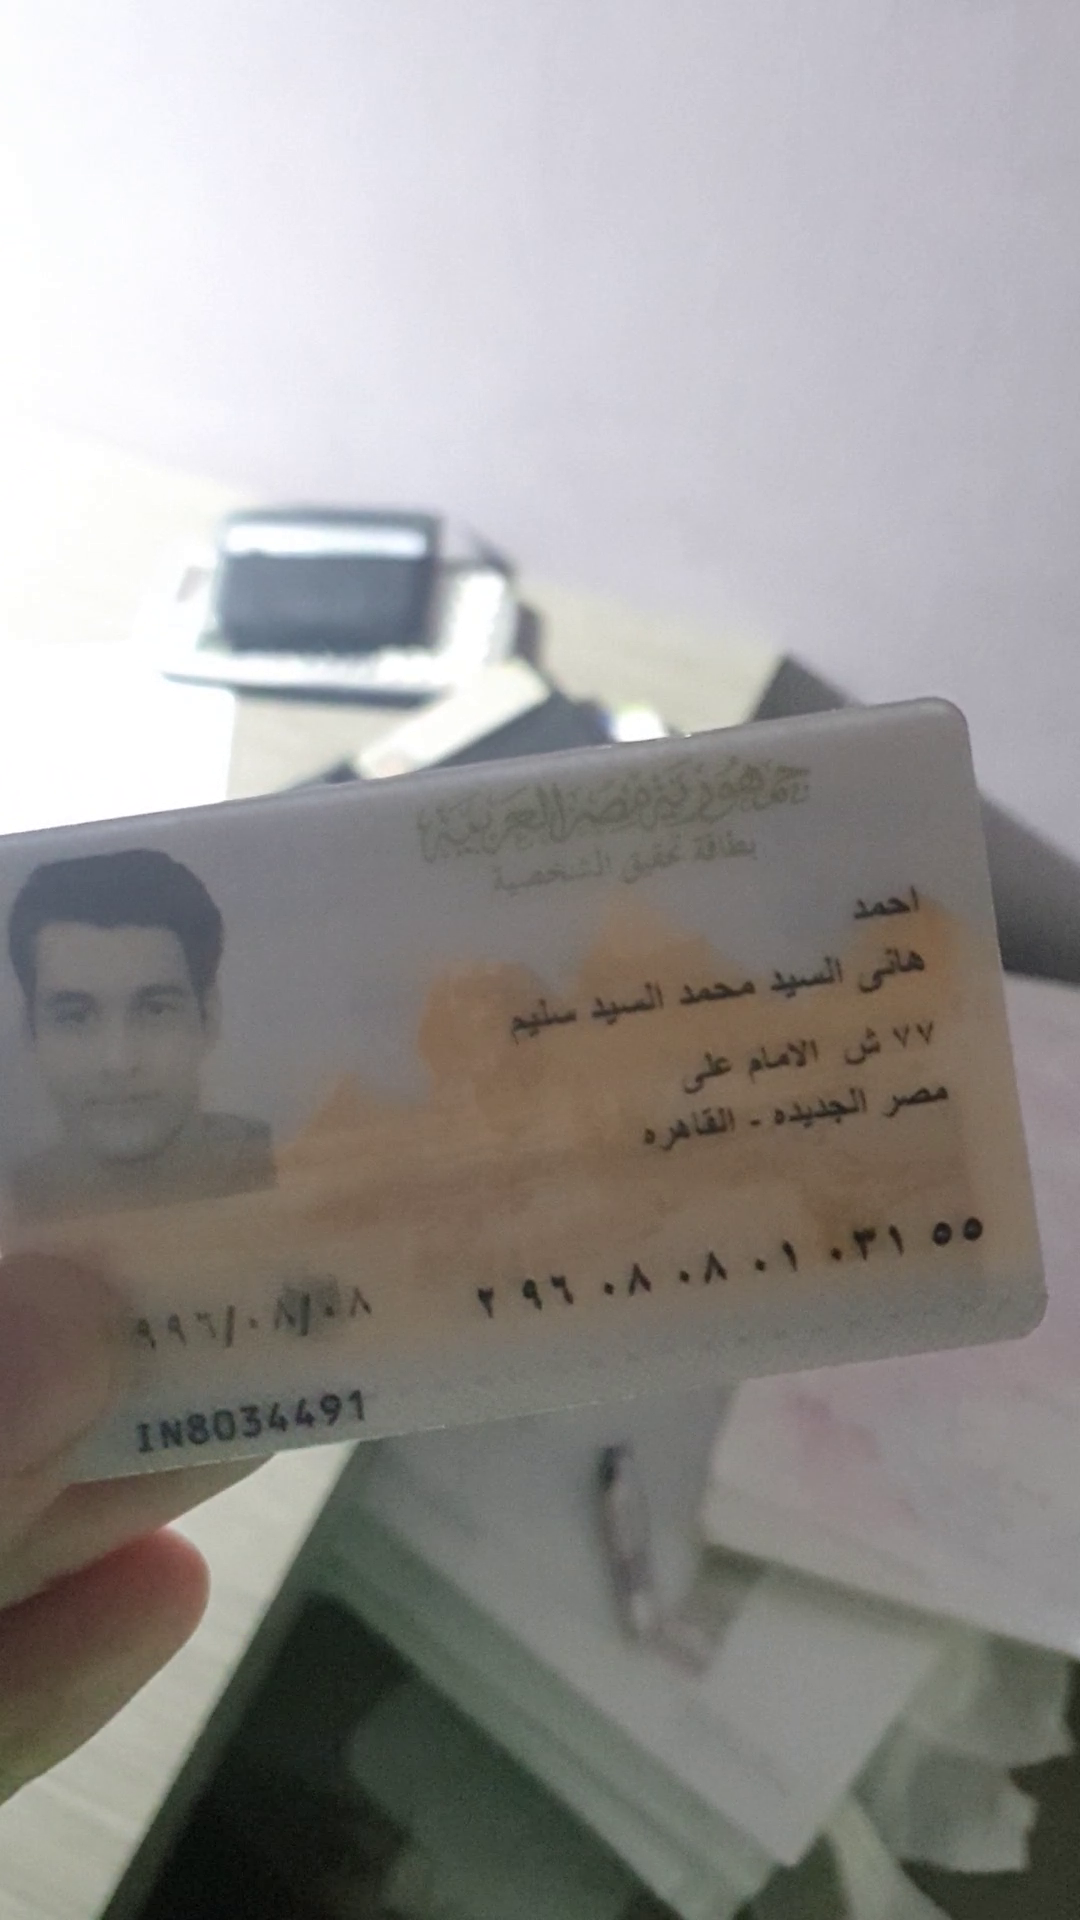 جمهورية مصر العربية
بطاقة تحقيق الشخصية
احمد
هانى السيد محمد السيد سليم
٧٧ ش الامام على
مصر الجديده - القاهره
٢ ٩٦ ٠٨ ٠٨ ٠١ ٠٣١ ٥٥
٩٩٦/٠٨/٠٨
IN8034491